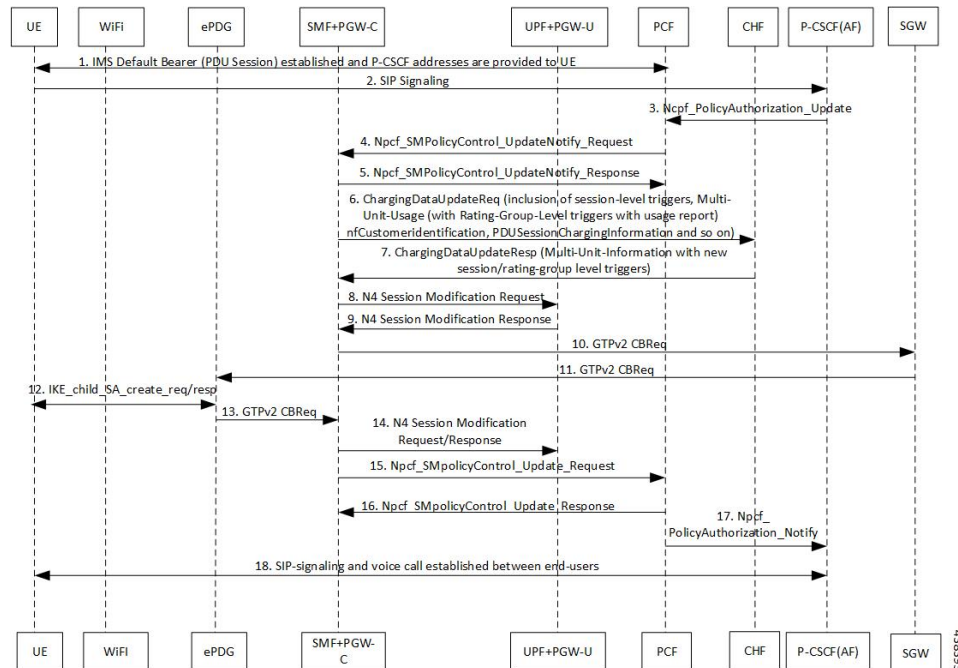 UE
WiFi
ePDG
SMF+PGW-C
UPF+PGW-U
PCF
CHF
P-CSCF(AF)
SGW
1. IMS Default Bearer (PDU Session) established and P-CSCF addresses are provided to UE
2. SIP Signaling
3. Ncpf_PolicyAuthorization_Update
4. Npcf_SMPolicyControl_UpdateNotify_Request
5. Npcf_SMPolicyControl_UpdateNotify_Response
6. ChargingDataUpdateReq (inclusion of session-level triggers, Multi-
Unit-Usage (with Rating-Group-Level triggers with usage report)
nfCustomeridentification, PDUSessionChargingInformation and so on)
7. ChargingDataUpdateResp (Multi-Unit-Information with new
session/rating-group level triggers)
8. N4 Session Modification Request
9. N4 Session Modification Response
10. GTPv2 CBReq
11. GTPv2 CBReq
12. IKE_child_SA_create_req/resp
13. GTPv2 CBReq
14. N4 Session Modification
Request/Response
15. Npcf_SMpolicyControl_Update_Request
16. Npcf_SMpolicyControl_Update_Response
17. Npcf_
PolicyAuthorization_Notify
18. SIP-signaling and voice call established between end-users
UE
WiFI
ePDG
SMF+PGW-
C
UPF+PGW-U
PCF
CHF
P-CSCF(AF)
SGW